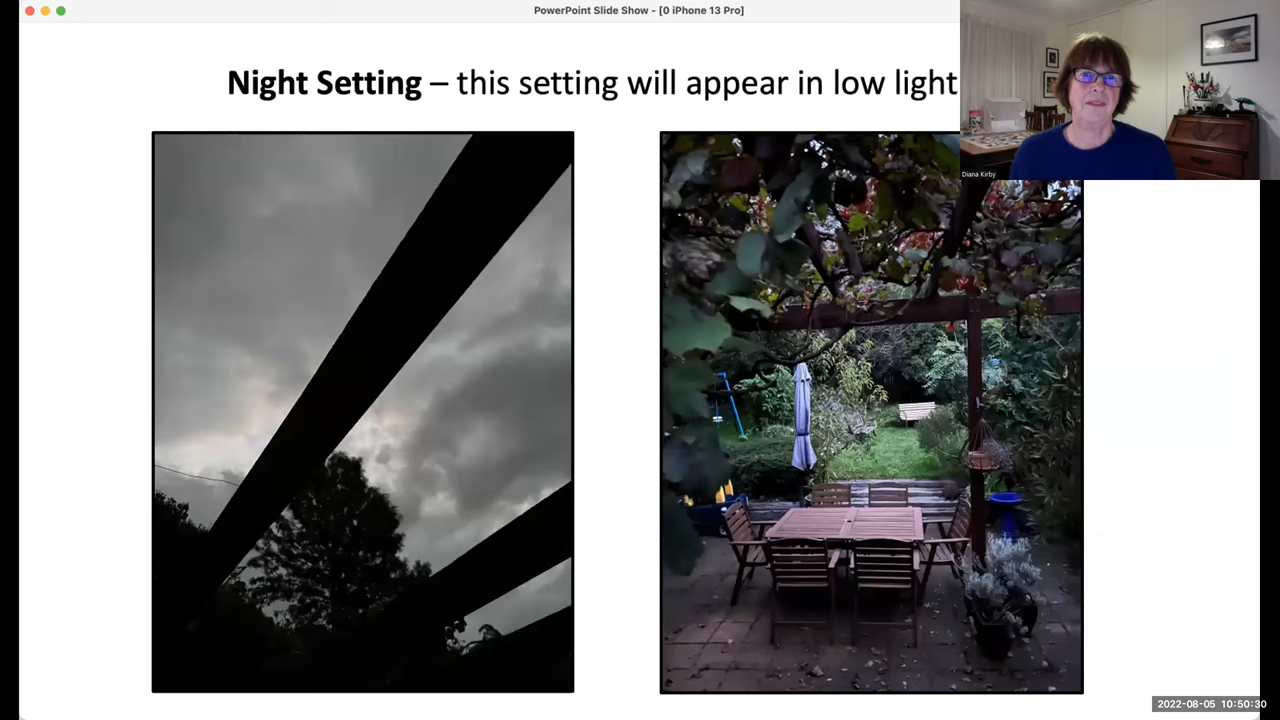 PowerPoint Slide Show - [0 iPhone 13 Pro]
Night Setting – this setting will appear in low light
Diana Kirby
2022-08-05 10:50:30